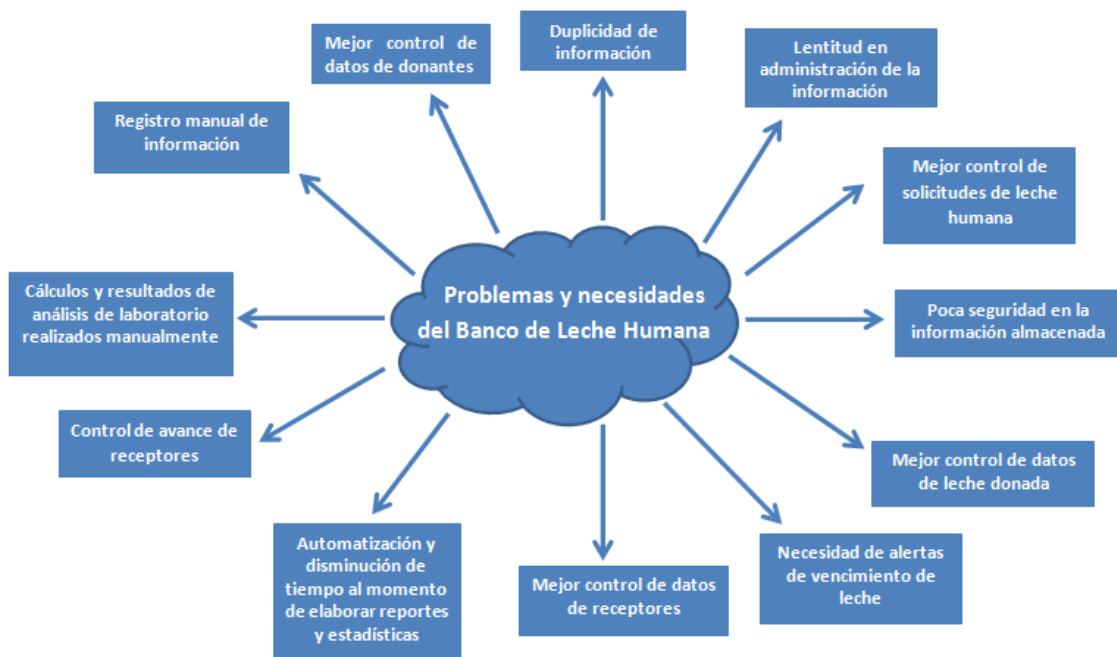 Duplicidad de
información
Mejor control de
datos de donantes
Lentitud en
administración de la
información
Registro manual de
información
Mejor control de
solicitudes de leche
humana
Problemas y necesidades
del Banco de Leche Humana
Cálculos y resultados de
análisis de laboratorio
realizados manualmente
Poca seguridad en la
información almacenada
Control de avance de
receptores
Mejor control de datos
de leche donada
Automatización y
disminución de
tiempo al momento
de elaborar reportes
y estadísticas
Mejor control de datos
de receptores
Necesidad de alertas
de vencimiento de
leche